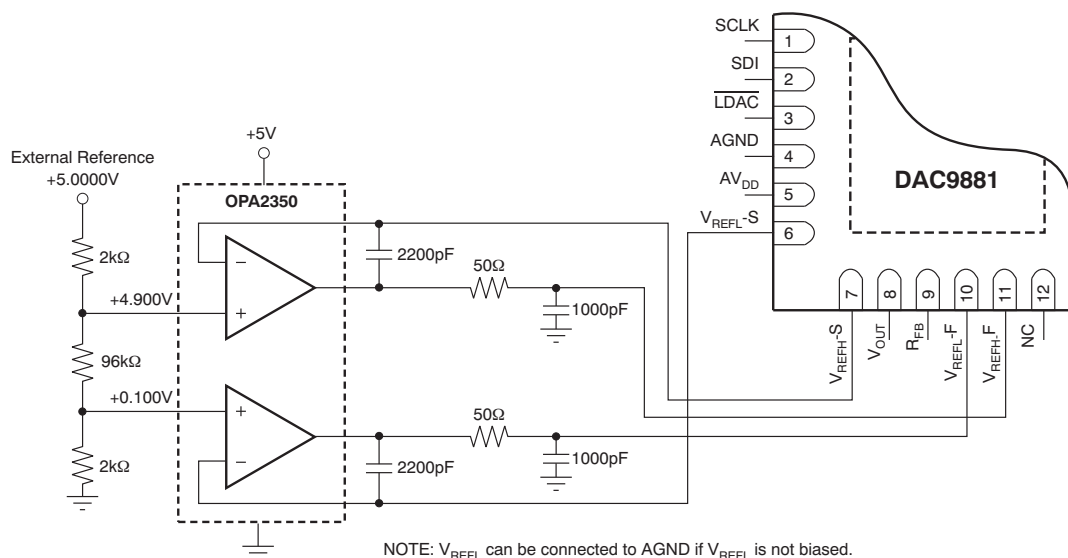 SCLK
1
SDI
2
LDAC
3
AGND
4
AVDD
5
VREFL-S
6
DAC9881
7
8
9
10
11
12
VREFH-S
VOUT
RFB
VREFL-F
VREFH-F
NC
+5V
External Reference
+5.0000V
OPA2350
2kΩ
+4.900V
96kΩ
+0.100V
2kΩ
−
+
+
−
2200pF
50Ω
1000pF
50Ω
2200pF
1000pF
NOTE: VREFL can be connected to AGND if VREFL is not biased.